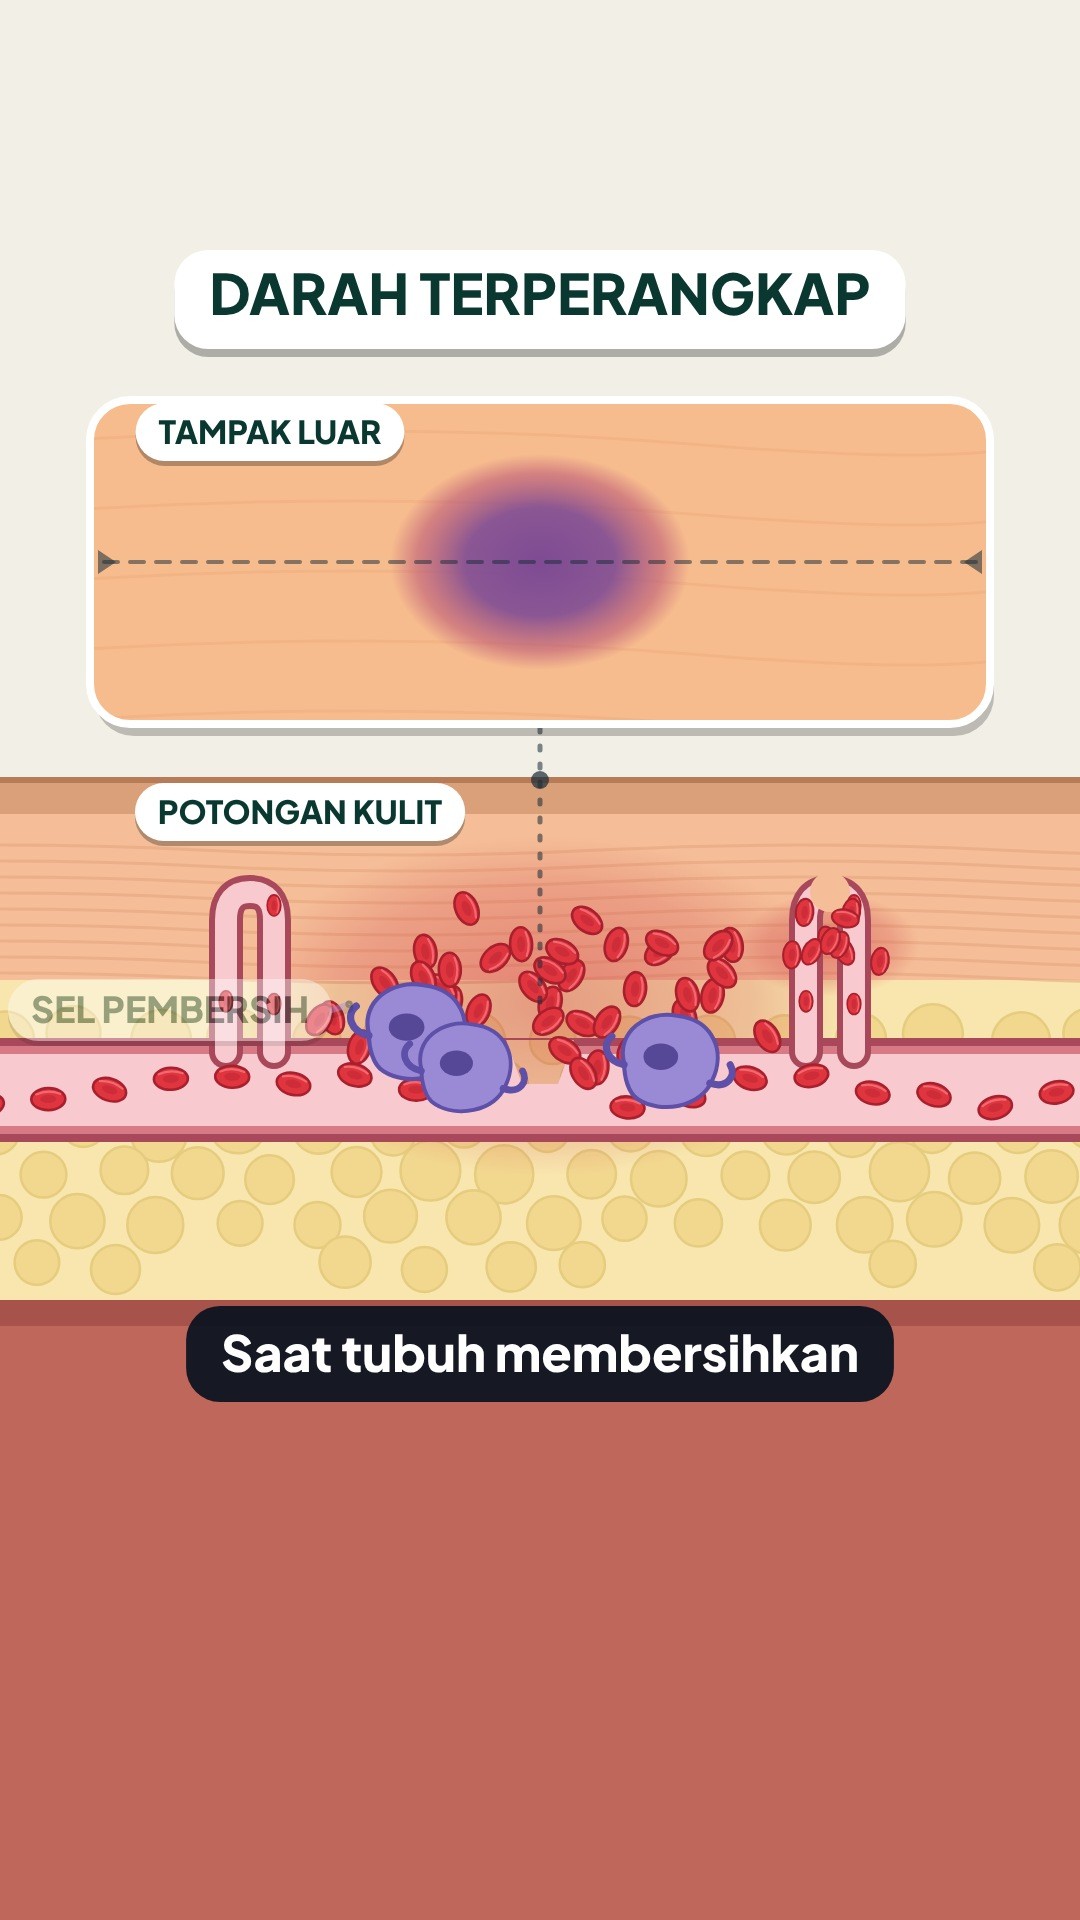 DARAH TERPERANGKAP
TAMPAK LUAR
POTONGAN KULIT
SEL PEMBERSIH
Saat tubuh membersihkan